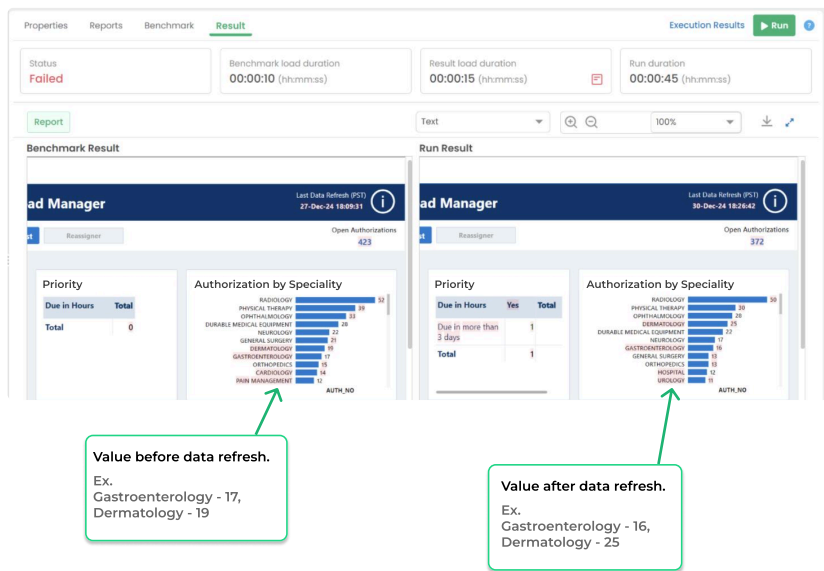 Properties Reports Benchmark Result Execution Results Run ?
Status
Failed
Benchmark load duration
00:00:10 (hh:mm:ss)
Result load duration
00:00:15 (hh:mm:ss)
Run duration
00:00:45 (hh:mm:ss)
Report Text 100%
Benchmark Result
ad Manager
Last Data Refresh (PST)
27-Dec-24 18:09:31
i
st Reassigner
Open Authorizations
423
Priority
Due in Hours Total
Total 0
Authorization by Speciality
RADIOLOGY 52
PHYSICAL THERAPY 39
OPHTHALMOLOGY 33
DURABLE MEDICAL EQUIPMENT 28
NEUROLOGY 22
GENERAL SURGERY 21
DERMATOLOGY 19
GASTROENTEROLOGY 17
ORTHOPEDICS 15
CARDIOLOGY 14
PAIN MANAGEMENT 12
AUTH_NO
Run Result
ad Manager
Last Data Refresh (PST)
30-Dec-24 18:26:42
i
st Reassigner
Open Authorizations
372
Priority
Due in Hours Yes Total
Due in more than 1
3 days
Total 1
Authorization by Speciality
RADIOLOGY 50
PHYSICAL THERAPY 30
OPHTHALMOLOGY 28
DERMATOLOGY 25
DURABLE MEDICAL EQUIPMENT 22
NEUROLOGY 17
GASTROENTEROLOGY 16
GENERAL SURGERY 13
ORTHOPEDICS 13
HOSPITAL 12
UROLOGY 11
AUTH_NO
Value before data refresh.
Ex.
Gastroenterology - 17,
Dermatology - 19
Value after data refresh.
Ex.
Gastroenterology - 16,
Dermatology - 25